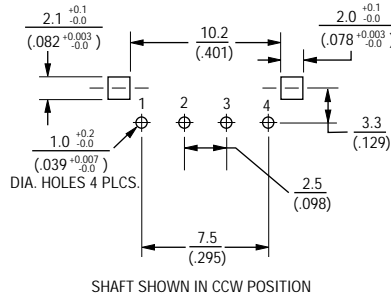 2.1 +0.1 -0.0
(.082 +0.003 -0.0)
10.2
(.401)
2.0 +0.1 -0.0
(.078 +0.003 -0.0)
1 2 3 4
1.0 +0.2 -0.0
(.039 +0.007 -0.0)
DIA. HOLES 4 PLCS.
3.3
(.129)
2.5
(.098)
7.5
(.295)
SHAFT SHOWN IN CCW POSITION